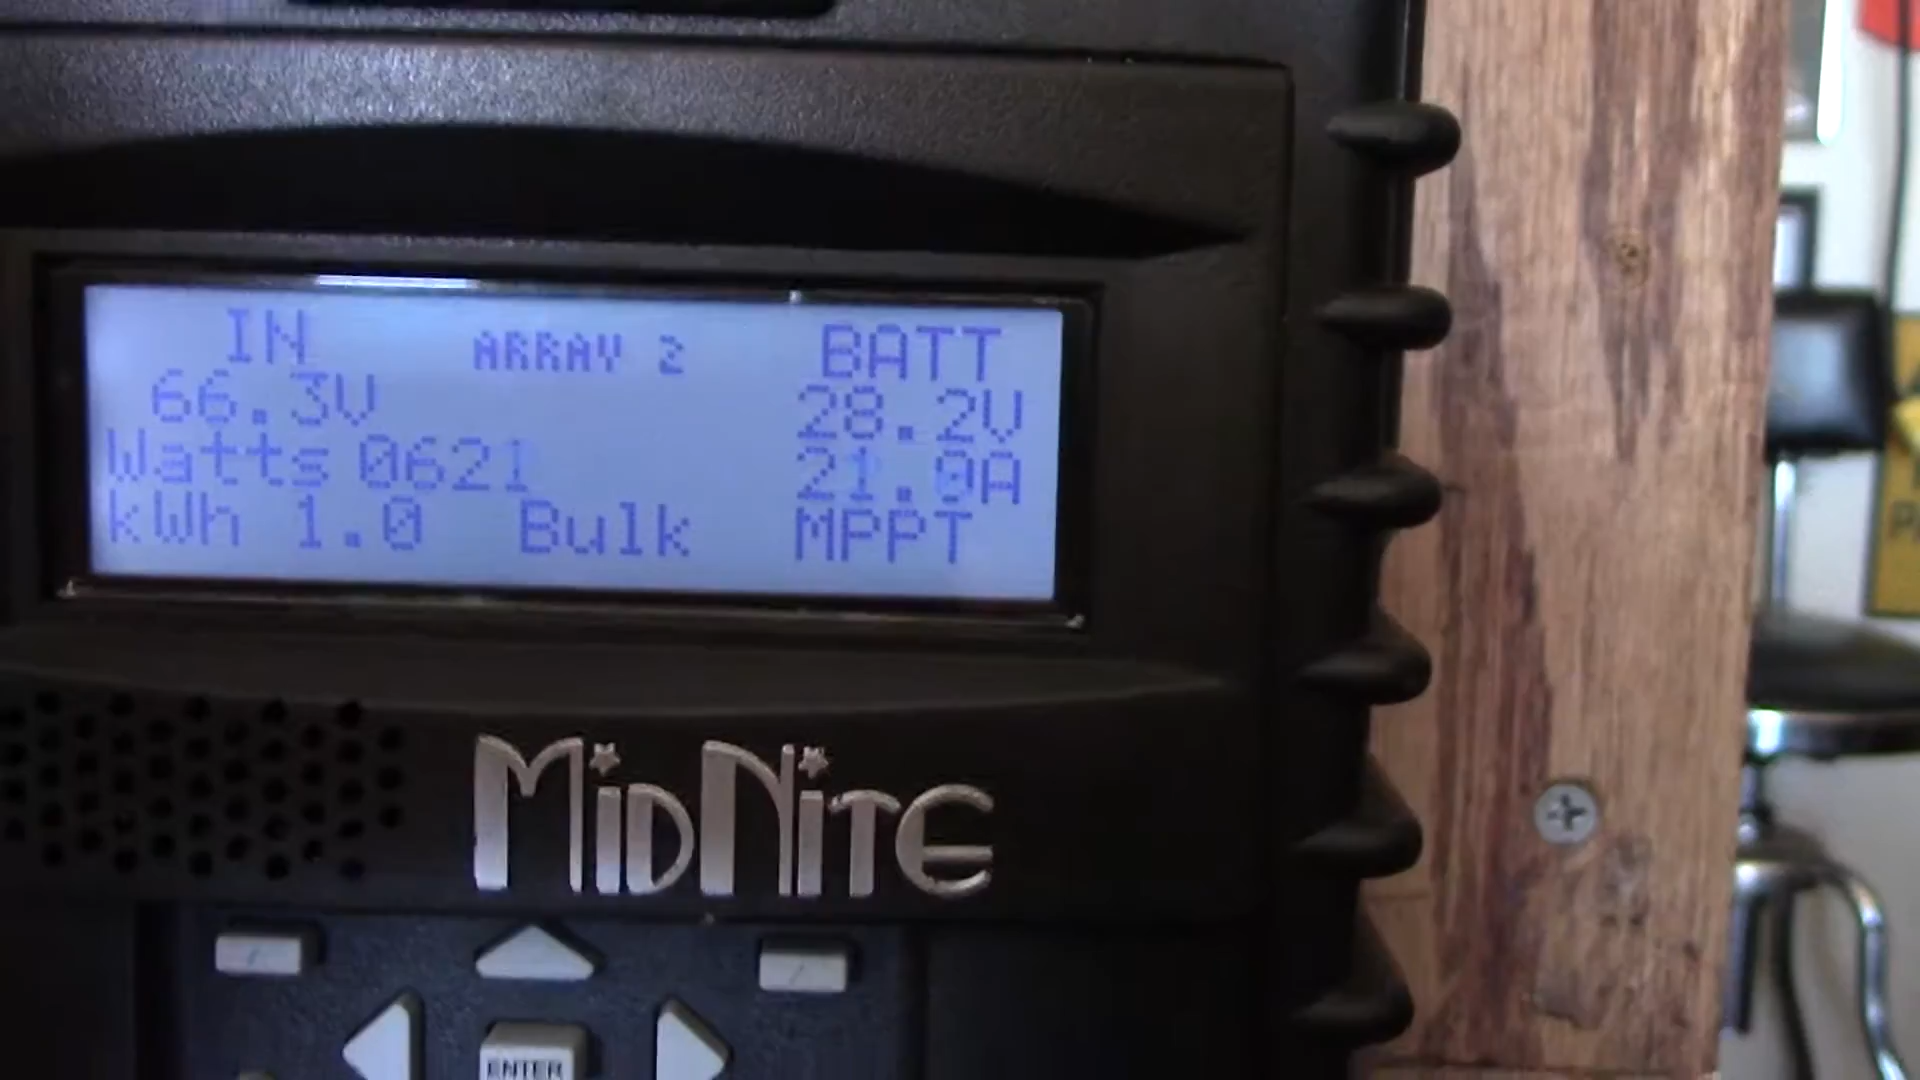 IN ARRAY 2 BATT
66.3V 28.2V
Watts 0621 21.0A
kWh 1.0 Bulk MPPT
MIDNITE
ENTER